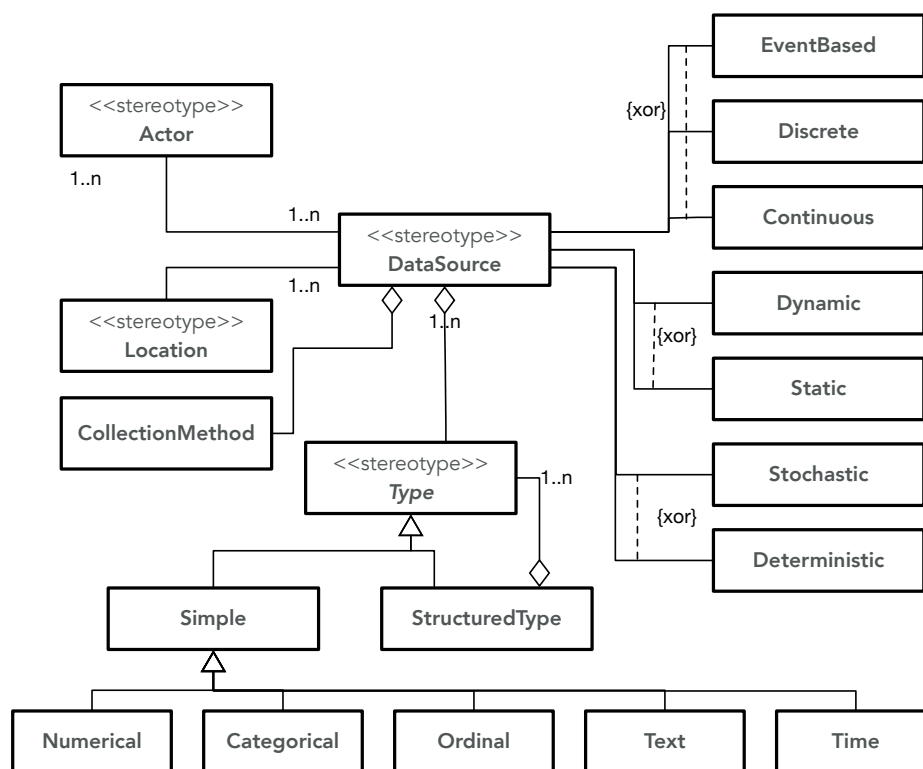 EventBased
<<stereotype>>
Actor
{xor}
Discrete
1..n
Continuous
1..n
<<stereotype>>
DataSource
1..n
<<stereotype>>
Location
1..n
Dynamic
{xor}
Static
CollectionMethod
<<stereotype>>
Type
1..n
Stochastic
{xor}
Deterministic
Simple
StructuredType
Numerical
Categorical
Ordinal
Text
Time